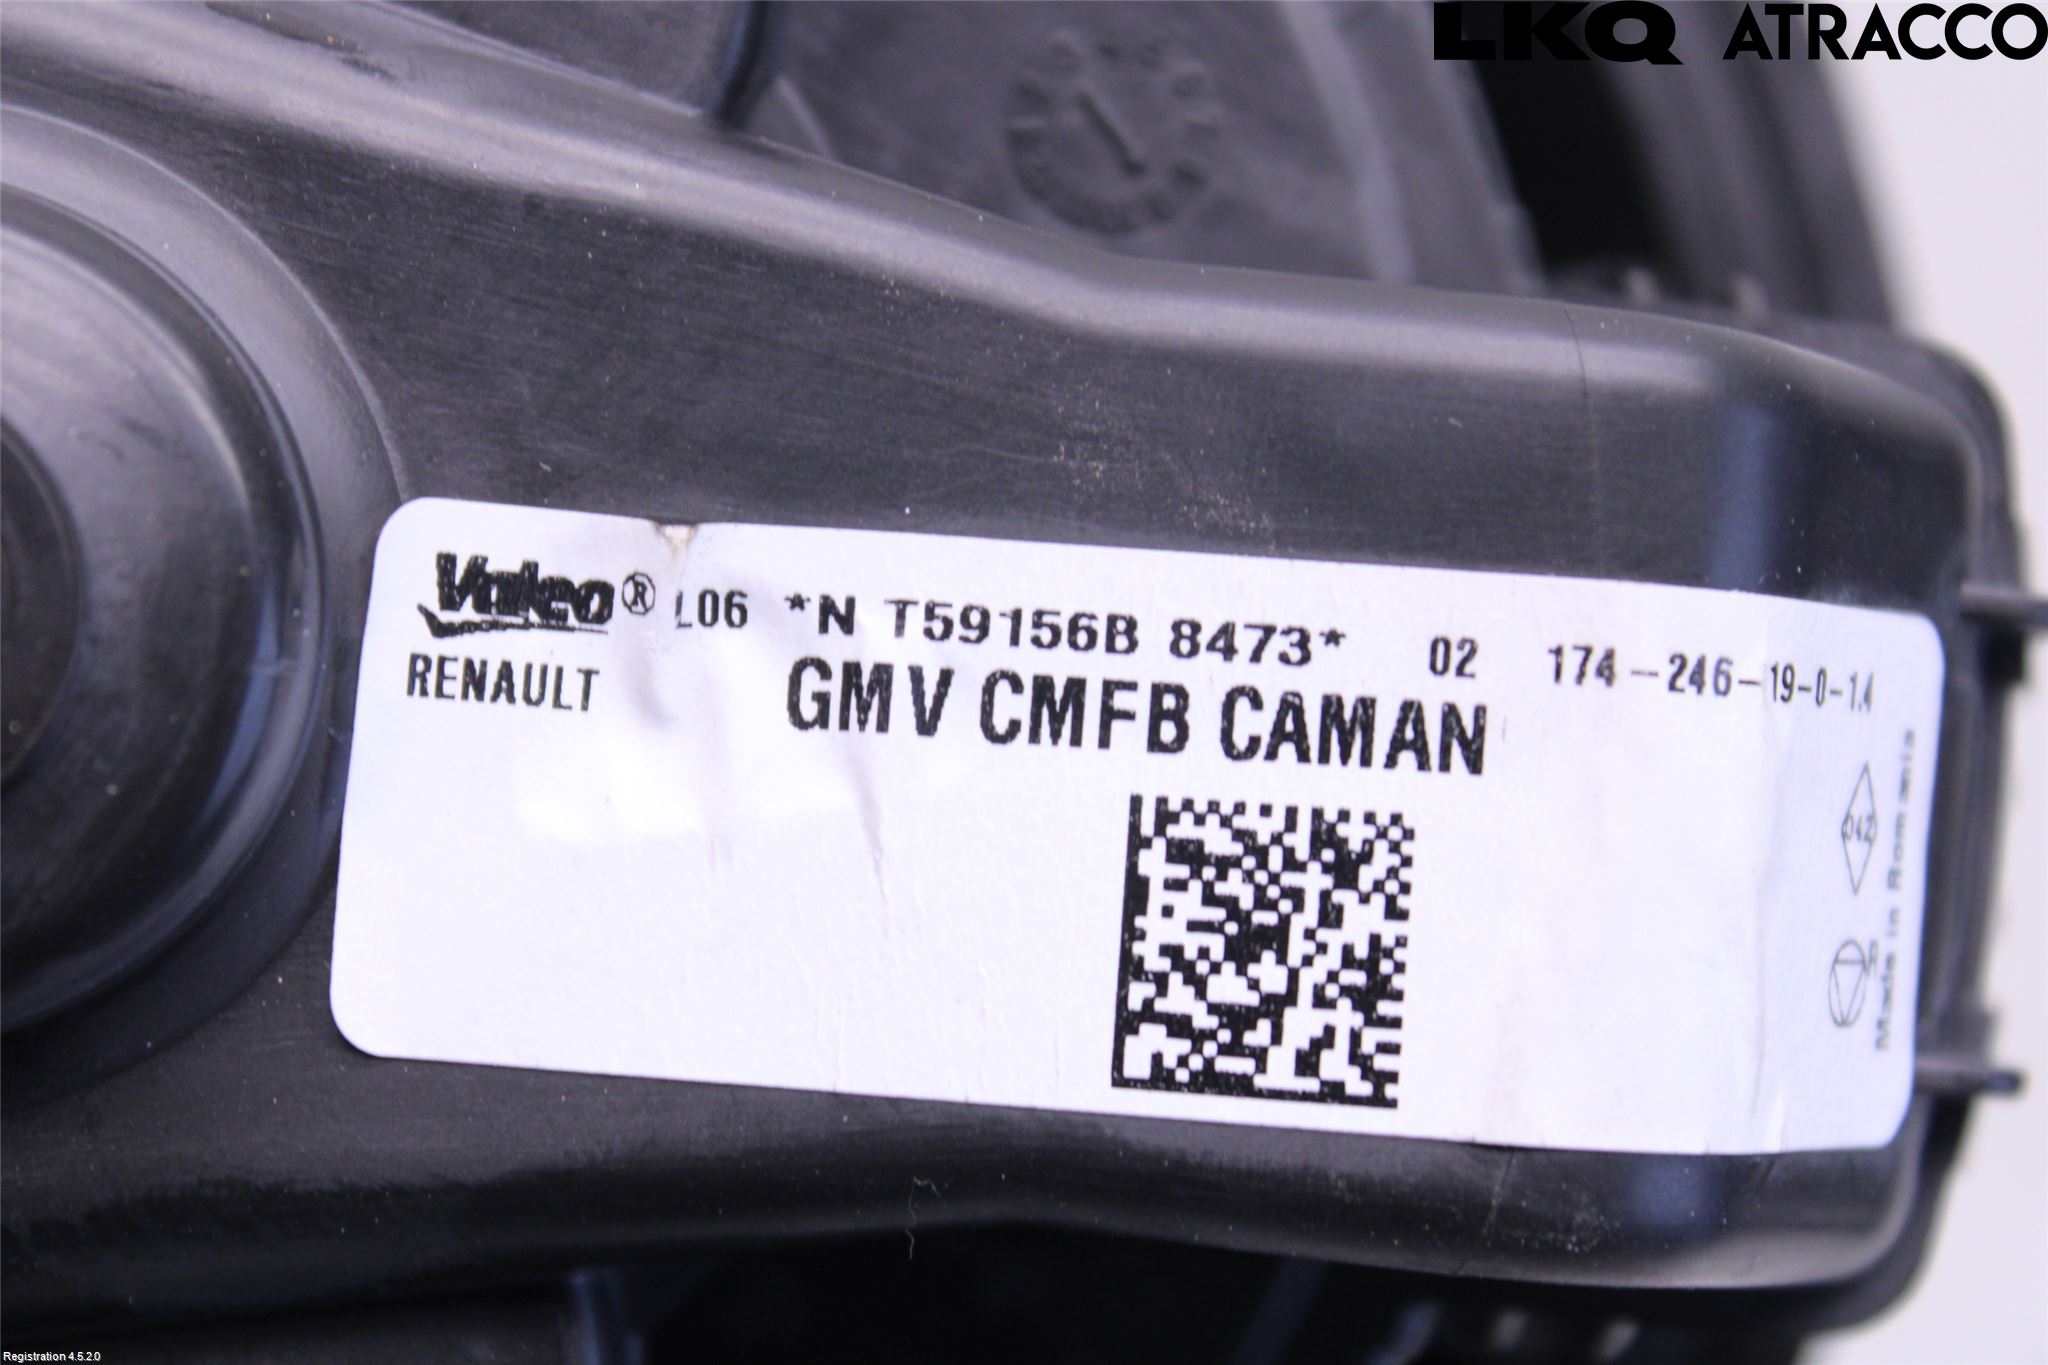 LKQ ATRACCO
Valeo® L06 *N T59156B 8473* 02 174-246-19-0-1.4
RENAULT GMV CMFB CAMAN
042
Made in Romania
Registration 4.5.2.0